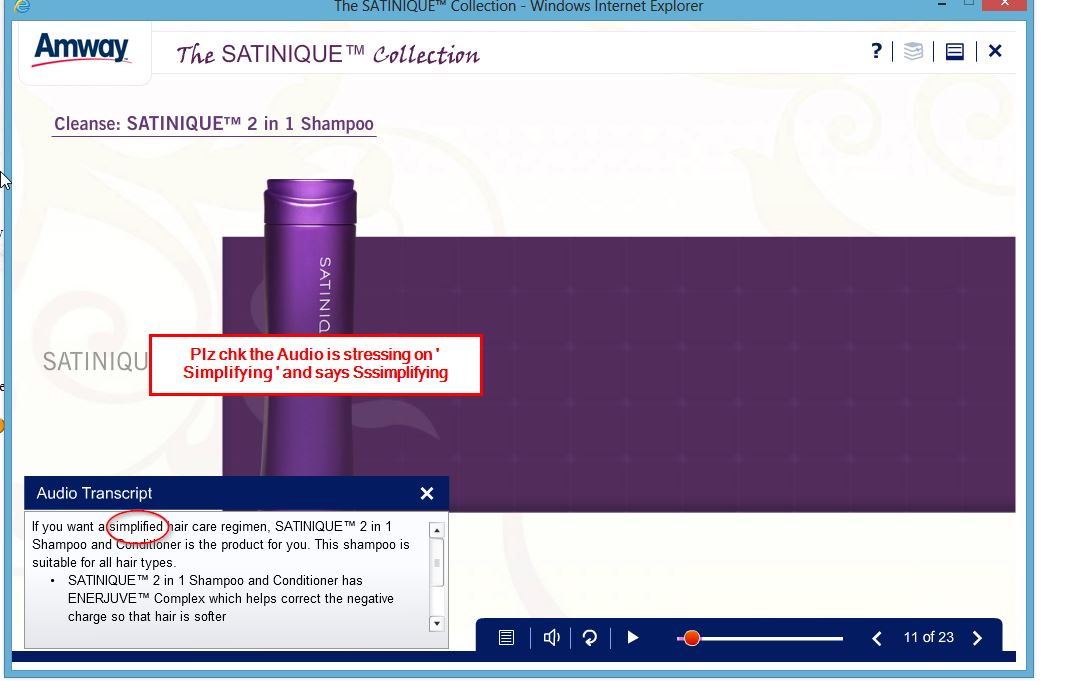 The SATINIQUE™ Collection - Windows Internet Explorer
Amway
The SATINIQUE™ Collection
?
Cleanse: SATINIQUE™ 2 in 1 Shampoo
SATINIQ
SATINIQU
Plz chk the Audio is stressing on '
Simplifying ' and says Sssimplifying
Audio Transcript
If you want a simplified hair care regimen, SATINIQUE™ 2 in 1
Shampoo and Conditioner is the product for you. This shampoo is
suitable for all hair types.
• SATINIQUE™ 2 in 1 Shampoo and Conditioner has
ENERJUVE™ Complex which helps correct the negative
charge so that hair is softer
11 of 23